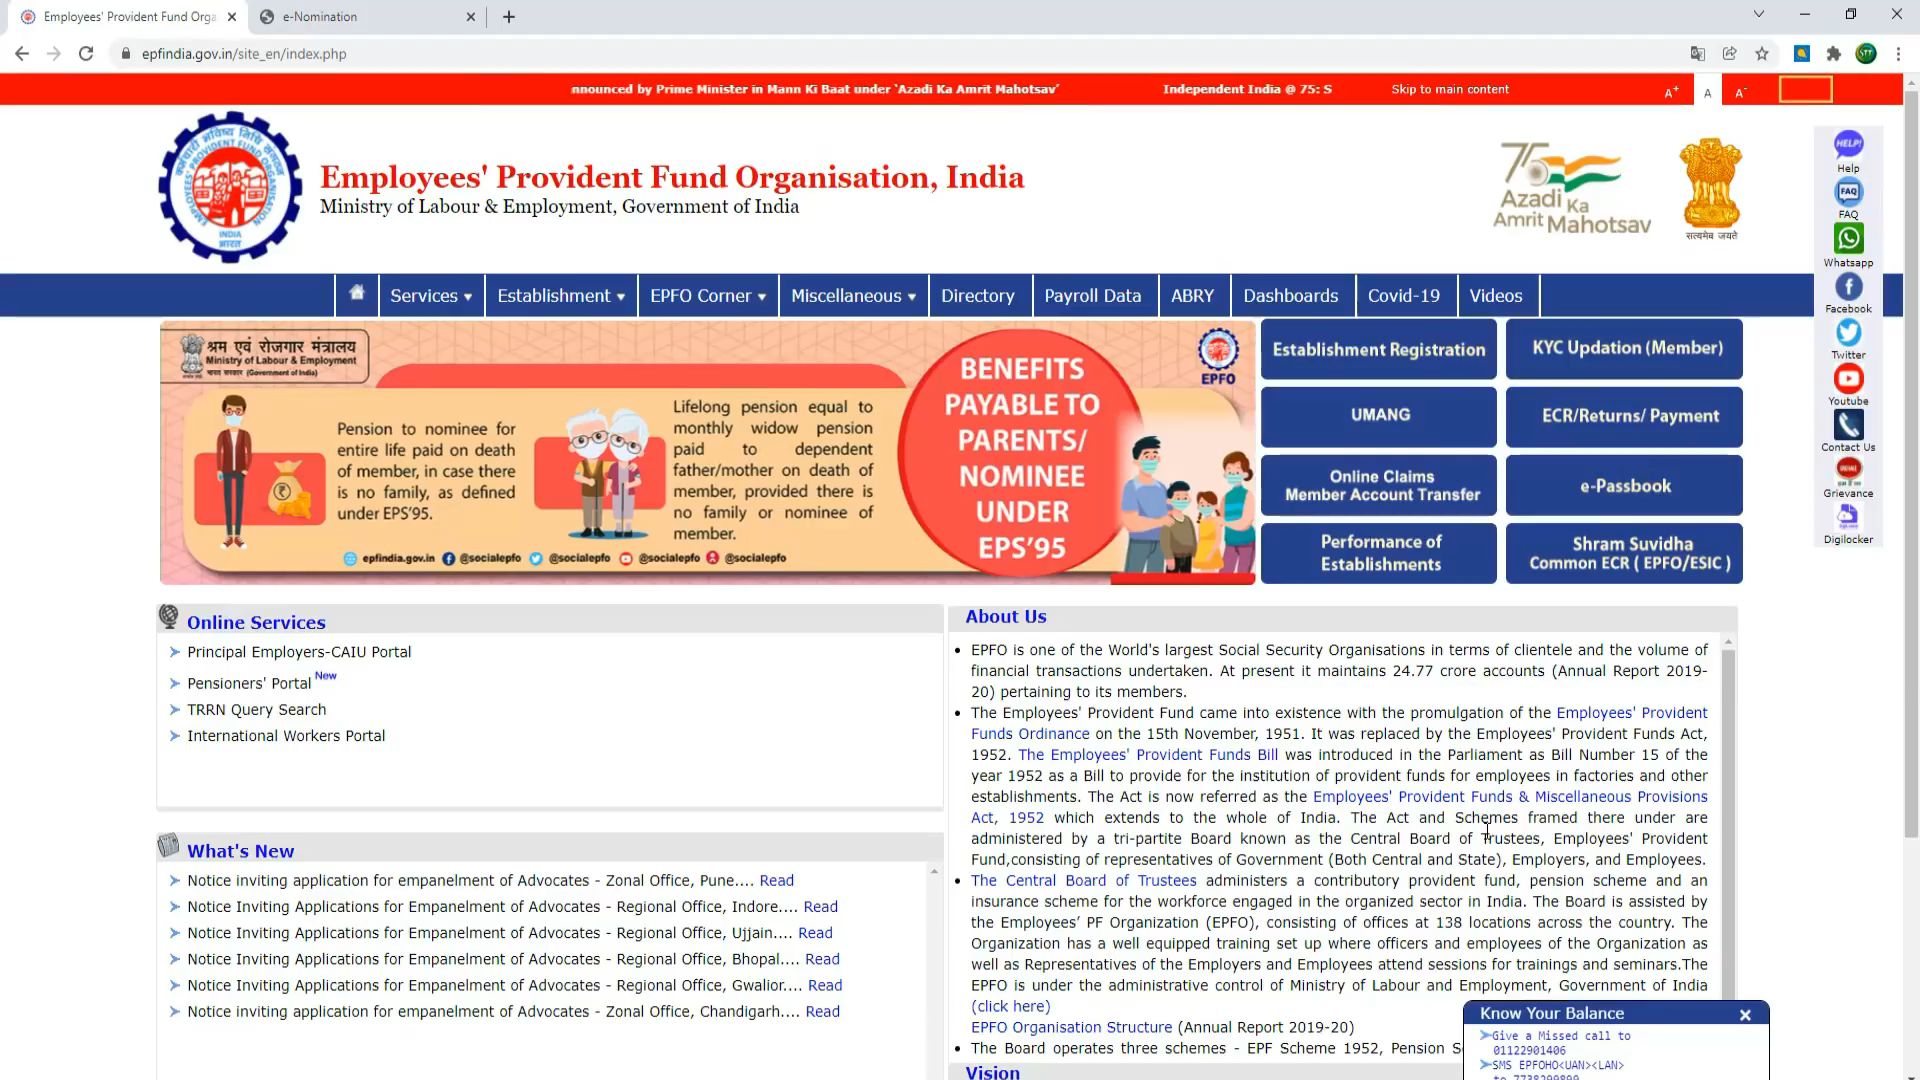 Employees' Provident Fund Orga
e-Nomination
epfindia.gov.in/site_en/index.php
nnounced by Prime Minister in Mann Ki Baat under 'Azadi Ka Amrit Mahotsav'
Independent India @ 75: S
Skip to main content
A+
A
A-
EMPLOYEES' PROVIDENT FUND ORGANISATION
INDIA
भारत
Employees' Provident Fund Organisation, India
Ministry of Labour & Employment, Government of India
75
Azadi Ka
Amrit Mahotsav
सत्यमेव जयते
HELP!
Help
FAQ
FAQ
Whatsapp
Facebook
Twitter
Youtube
Contact Us
Grievance
Digilocker
Services
Establishment
EPFO Corner
Miscellaneous
Directory
Payroll Data
ABRY
Dashboards
Covid-19
Videos
श्रम एवं रोजगार मंत्रालय
Ministry of Labour & Employment
भारत सरकार (Government of India)
Pension to nominee for
entire life paid on death
of member, in case there
is no family, as defined
under EPS'95.
Lifelong pension equal to
monthly widow pension
paid to dependent
father/mother on death of
member, provided there is
no family or nominee of
member.
BENEFITS
PAYABLE TO
PARENTS/
NOMINEE
UNDER
EPS'95
EPFO
epfindia.gov.in @socialepfo @socialepfo @socialepfo @socialepfo
Establishment Registration
KYC Updation (Member)
UMANG
ECR/Returns/ Payment
Online Claims
Member Account Transfer
e-Passbook
Performance of
Establishments
Shram Suvidha
Common ECR ( EPFO/ESIC )
Online Services
Principal Employers-CAIU Portal
Pensioners' Portal New
TRRN Query Search
International Workers Portal
What's New
Notice inviting application for empanelment of Advocates - Zonal Office, Pune.... Read
Notice Inviting Applications for Empanelment of Advocates - Regional Office, Indore.... Read
Notice Inviting Applications for Empanelment of Advocates - Regional Office, Ujjain.... Read
Notice Inviting Applications for Empanelment of Advocates - Regional Office, Bhopal.... Read
Notice Inviting Applications for Empanelment of Advocates - Regional Office, Gwalior.... Read
Notice inviting application for empanelment of Advocates - Zonal Office, Chandigarh.... Read
About Us
EPFO is one of the World's largest Social Security Organisations in terms of clientele and the volume of
financial transactions undertaken. At present it maintains 24.77 crore accounts (Annual Report 2019-
20) pertaining to its members.
The Employees' Provident Fund came into existence with the promulgation of the Employees' Provident
Funds Ordinance on the 15th November, 1951. It was replaced by the Employees' Provident Funds Act,
1952. The Employees' Provident Funds Bill was introduced in the Parliament as Bill Number 15 of the
year 1952 as a Bill to provide for the institution of provident funds for employees in factories and other
establishments. The Act is now referred as the Employees' Provident Funds & Miscellaneous Provisions
Act, 1952 which extends to the whole of India. The Act and Schemes framed there under are
administered by a tri-partite Board known as the Central Board of Trustees, Employees' Provident
Fund,consisting of representatives of Government (Both Central and State), Employers, and Employees.
The Central Board of Trustees administers a contributory provident fund, pension scheme and an
insurance scheme for the workforce engaged in the organized sector in India. The Board is assisted by
the Employees' PF Organization (EPFO), consisting of offices at 138 locations across the country. The
Organization has a well equipped training set up where officers and employees of the Organization as
well as Representatives of the Employers and Employees attend sessions for trainings and seminars.The
EPFO is under the administrative control of Ministry of Labour and Employment, Government of India
(click here)
EPFO Organisation Structure (Annual Report 2019-20)
The Board operates three schemes - EPF Scheme 1952, Pension S
Vision
Know Your Balance
Give a Missed call to
01122901406
SMS EPFOHO<UAN><LAN>
to 7738299899